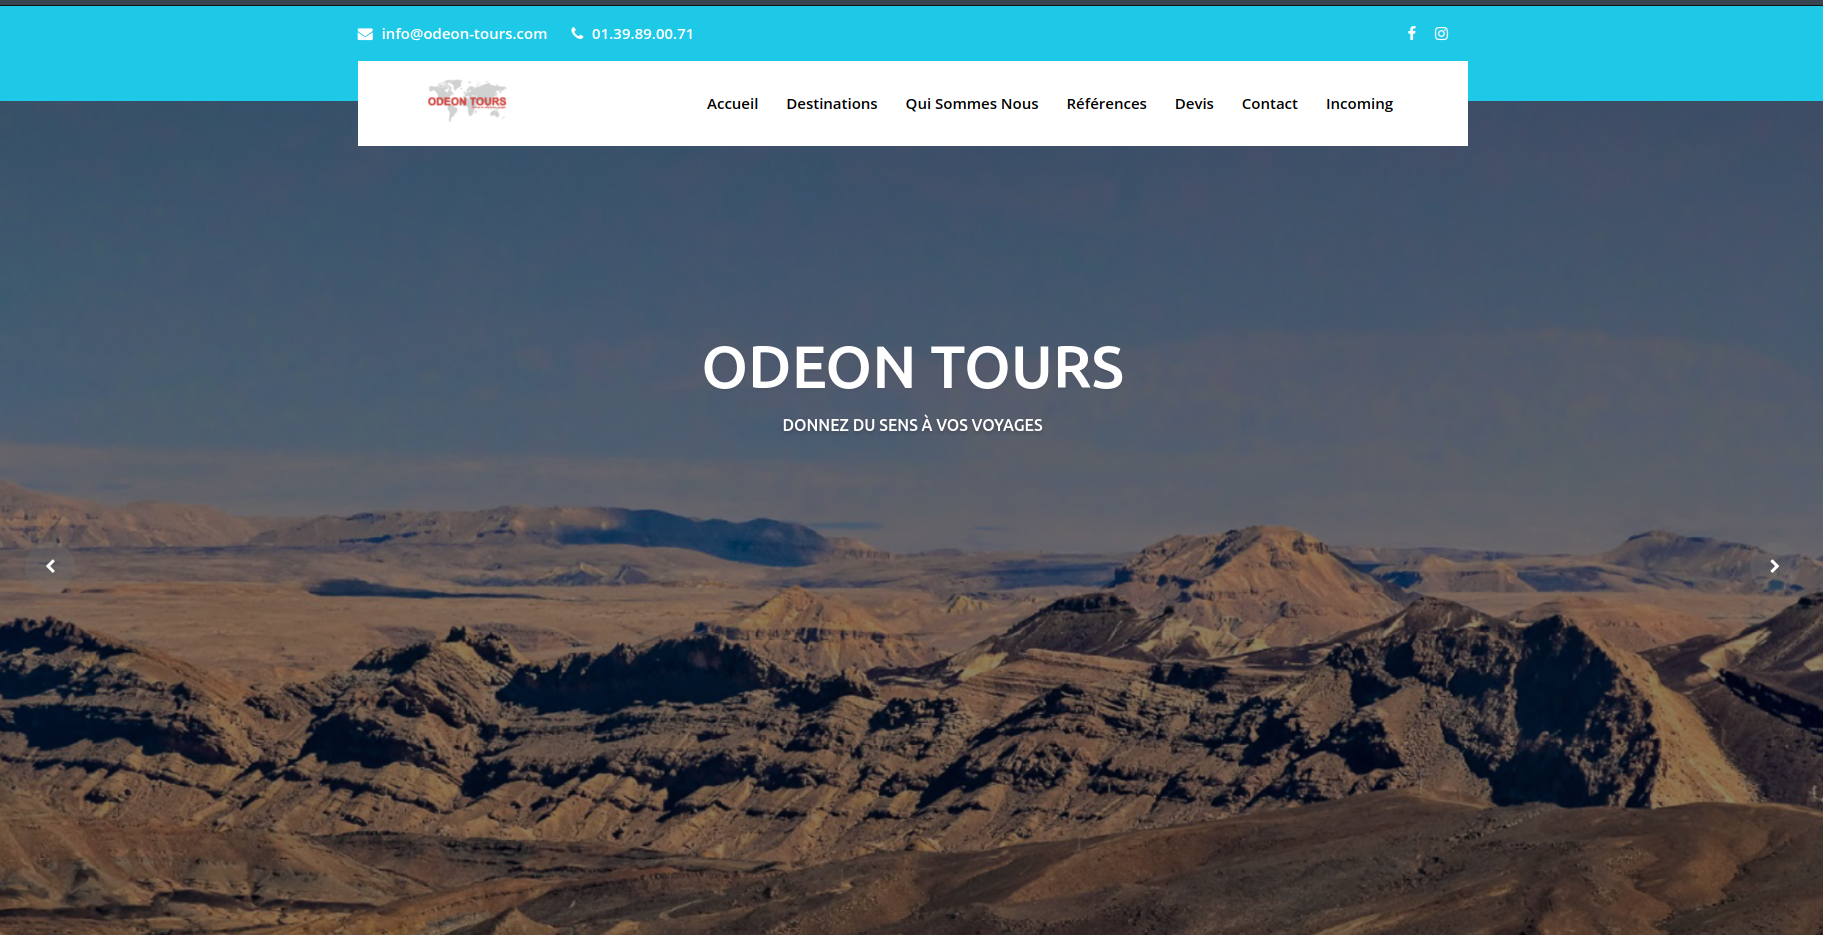 info@odeon-tours.com 01.39.89.00.71
ODEON TOURS
Accueil Destinations Qui Sommes Nous Références Devis Contact Incoming
ODEON TOURS
DONNEZ DU SENS À VOS VOYAGES